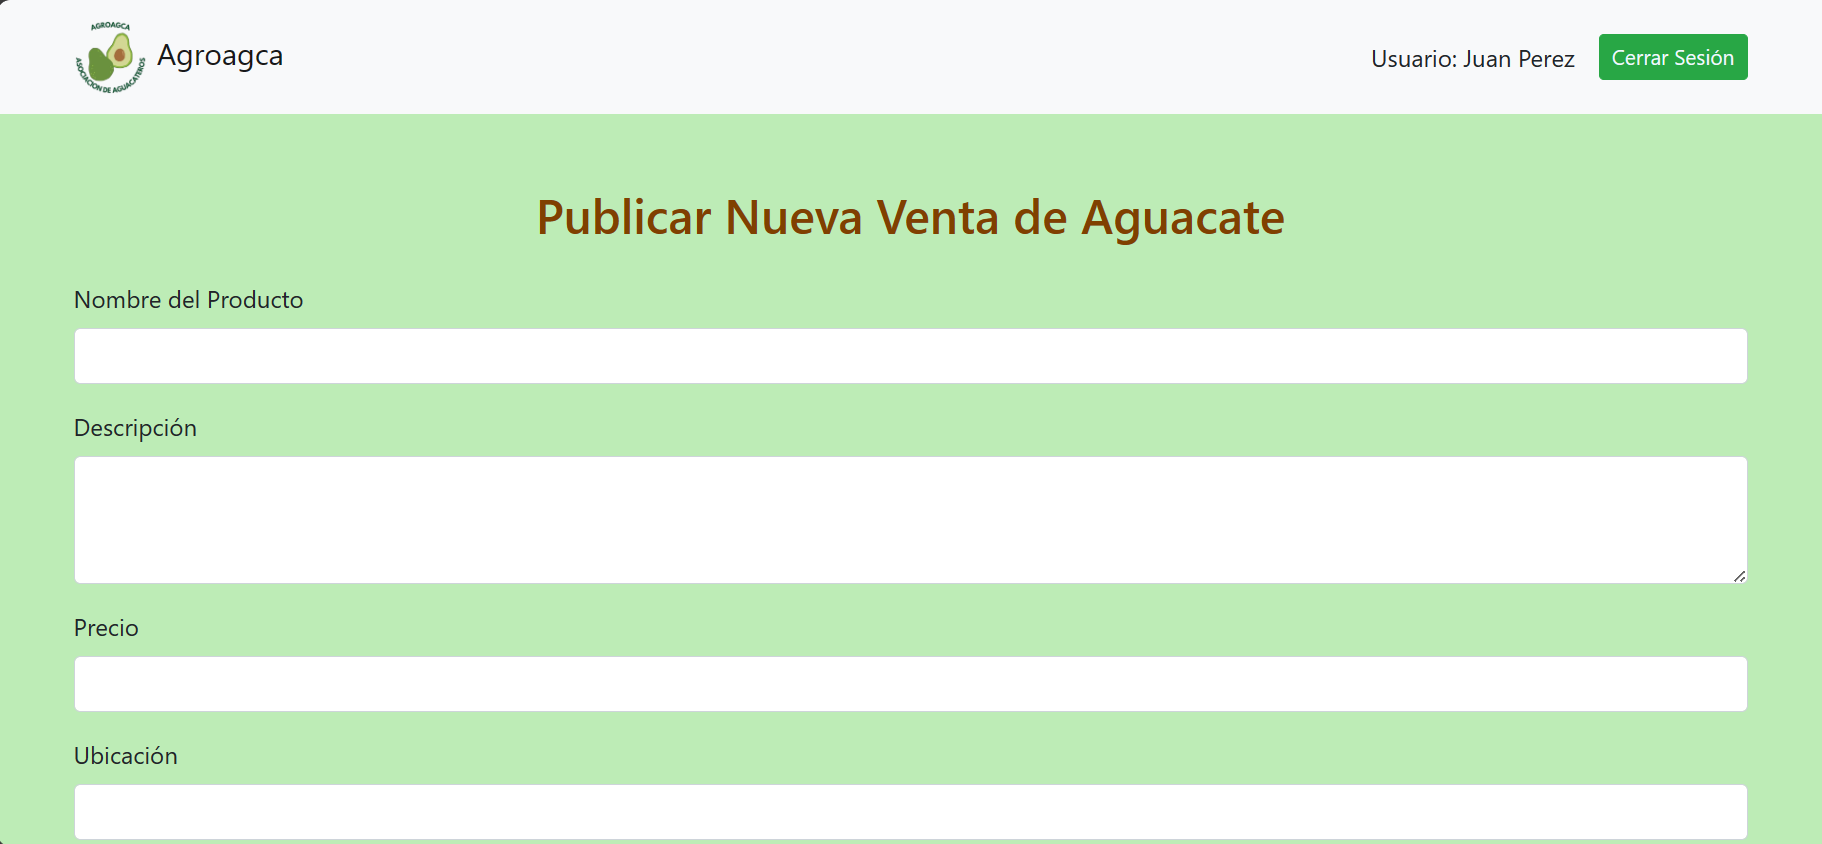 AGROAGCA
ASOCIACION DE AGUACATEROS
Agroagca
Usuario: Juan Perez
Cerrar Sesión
Publicar Nueva Venta de Aguacate
Nombre del Producto
Descripción
Precio
Ubicación